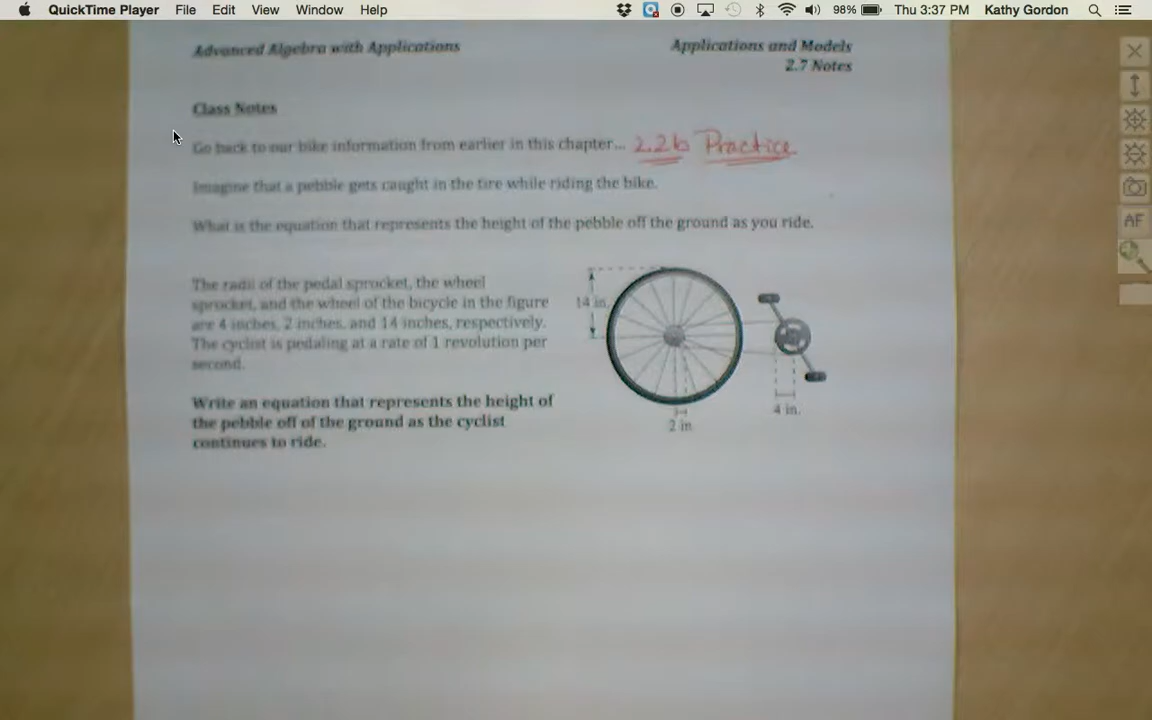 QuickTime Player File Edit View Window Help 98% Thu 3:37 PM Kathy Gordon
Advanced Algebra with Applications
Applications and Models
2.7 Notes
Class Notes
Go back to our bike information from earlier in this chapter... 2.2b Practice
Imagine that a pebble gets caught in the tire while riding the bike.
What is the equation that represents the height of the pebble off the ground as you ride.
The radii of the pedal sprocket, the wheel
sprocket, and the wheel of the bicycle in the figure
are 4 inches, 2 inches, and 14 inches, respectively.
The cyclist is pedaling at a rate of 1 revolution per
second.
Write an equation that represents the height of
the pebble off of the ground as the cyclist
continues to ride.
14 in.
2 in
4 in.
AF